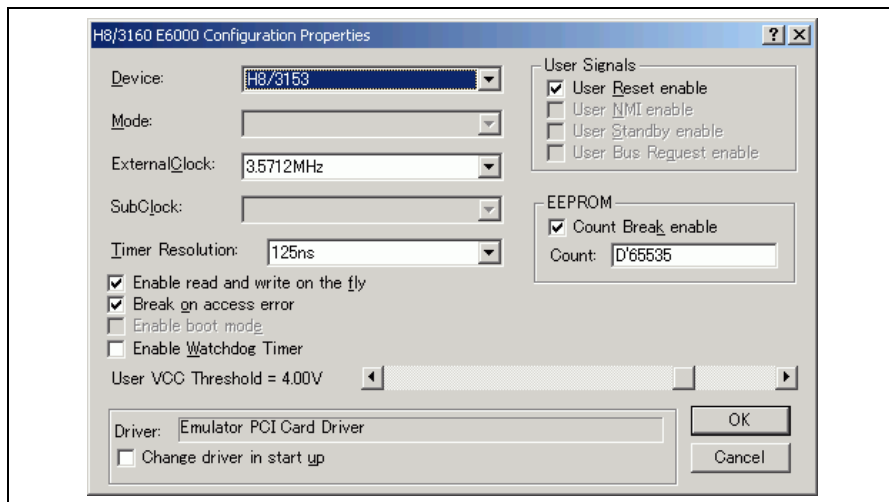 H8/3160 E6000 Configuration Properties
Device: H8/3153
Mode:
ExternalClock: 3.5712MHz
SubClock:
Timer Resolution: 125ns
Enable read and write on the fly
Break on access error
Enable boot mode
Enable Watchdog Timer
User VCC Threshold = 4.00V
User Signals
User Reset enable
User NMI enable
User Standby enable
User Bus Request enable
EEPROM
Count Break enable
Count: D'65535
Driver: Emulator PCI Card Driver
Change driver in start up
OK
Cancel